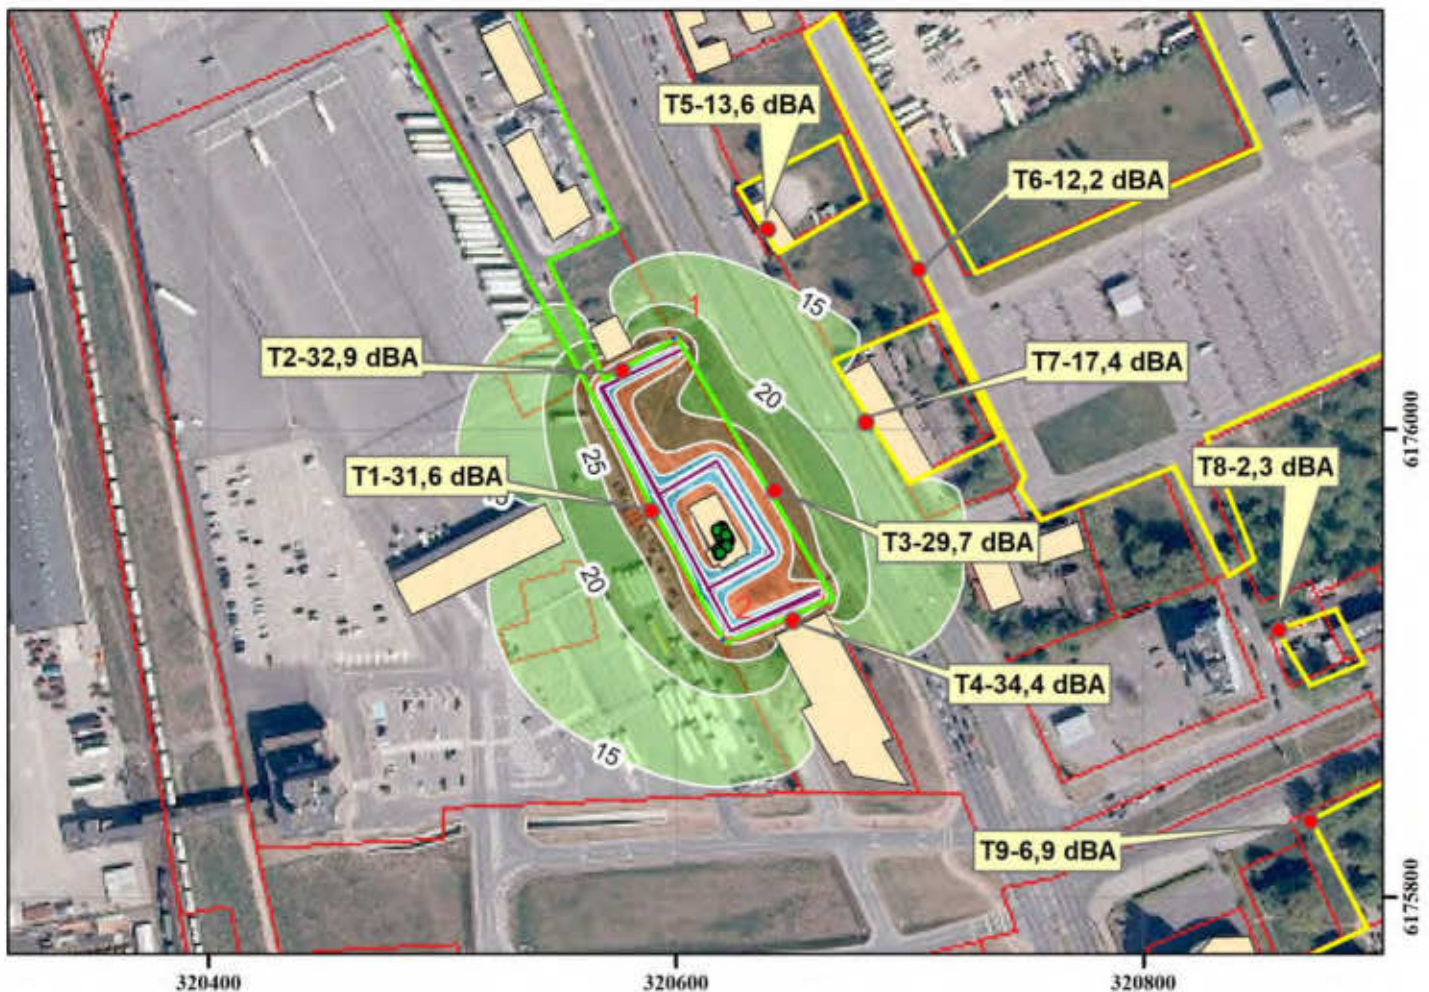 T5-13,6 dBA
T6-12,2 dBA
1
15
T2-32,9 dBA
T7-17,4 dBA
20
6176000
25
T1-31,6 dBA
T8-2,3 dBA
T3-29,7 dBA
20
2
T4-34,4 dBA
15
T9-6,9 dBA
6175800
320400
320600
320800